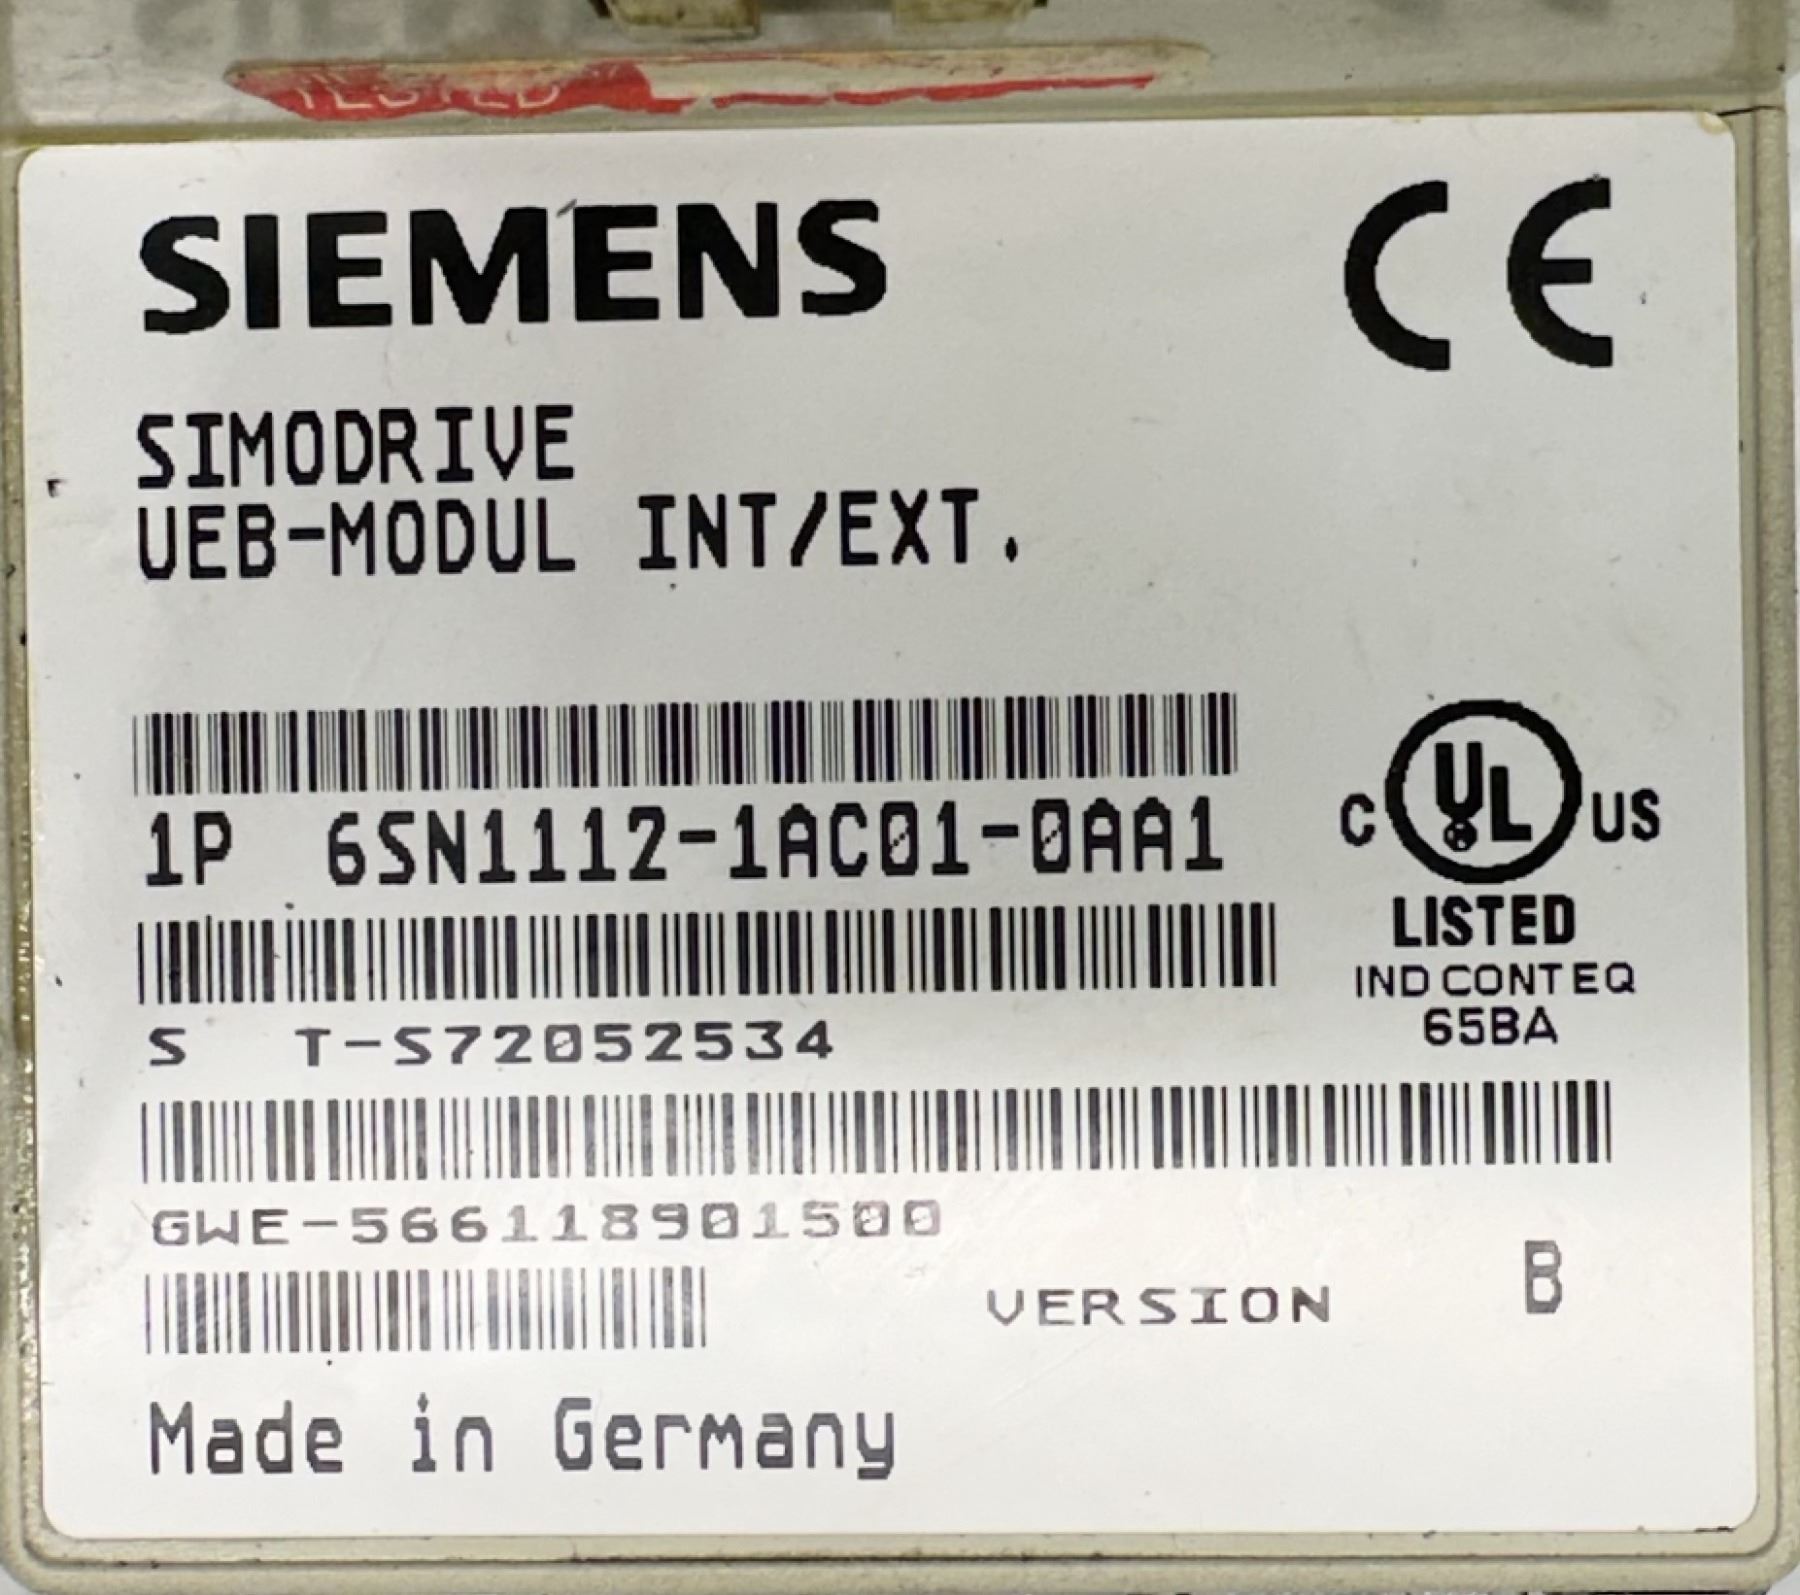 TESTED
SIEMENS
CE
SIMODRIVE
UEB-MODUL INT/EXT.
1P 6SN1112-1AC01-0AA1
C UL US
LISTED
IND CONT EQ
65BA
S T-S72052534
GWE-566118901500
VERSION B
Made in Germany